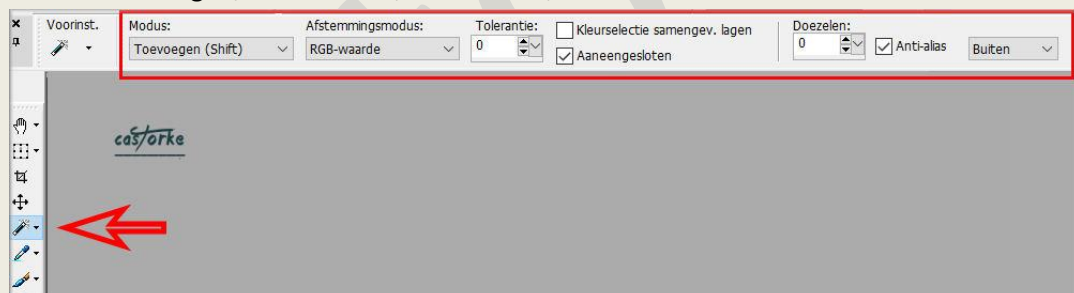 Voorinst. Modus: Afstemmingsmodus: Tolerantie: Kleurselectie samengev. lagen Doezelen:
Toevoegen (Shift) RGB-waarde 0 Aaneengesloten 0 Anti-alias Buiten
castorke